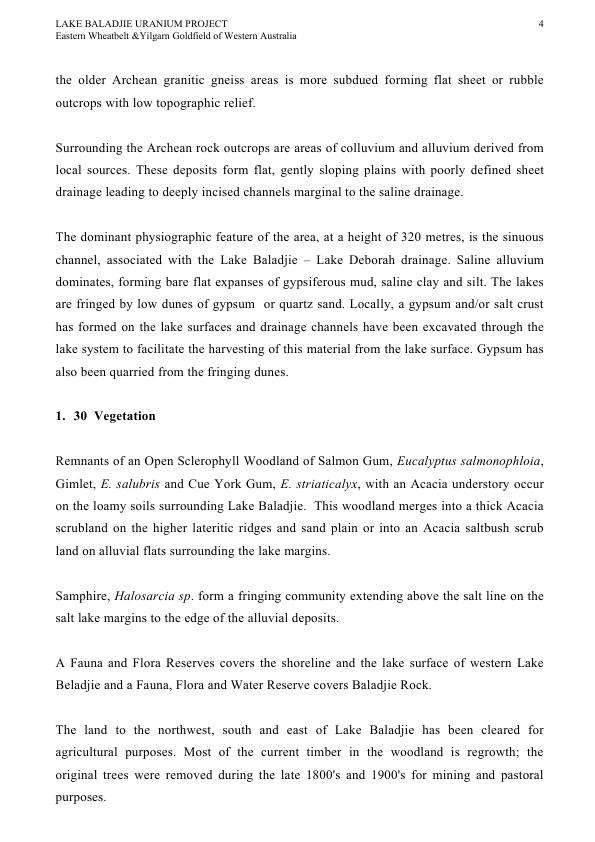 LAKE BALADJIE URANIUM PROJECT 4
Eastern Wheatbelt &Yilgarn Goldfield of Western Australia
the older Archean granitic gneiss areas is more subdued forming flat sheet or rubble
outcrops with low topographic relief.
Surrounding the Archean rock outcrops are areas of colluvium and alluvium derived from
local sources. These deposits form flat, gently sloping plains with poorly defined sheet
drainage leading to deeply incised channels marginal to the saline drainage.
The dominant physiographic feature of the area, at a height of 320 metres, is the sinuous
channel, associated with the Lake Baladjie – Lake Deborah drainage. Saline alluvium
dominates, forming bare flat expanses of gypsiferous mud, saline clay and silt. The lakes
are fringed by low dunes of gypsum or quartz sand. Locally, a gypsum and/or salt crust
has formed on the lake surfaces and drainage channels have been excavated through the
lake system to facilitate the harvesting of this material from the lake surface. Gypsum has
also been quarried from the fringing dunes.
1. 30 Vegetation
Remnants of an Open Sclerophyll Woodland of Salmon Gum, Eucalyptus salmonophloia,
Gimlet, E. salubris and Cue York Gum, E. striaticalyx, with an Acacia understory occur
on the loamy soils surrounding Lake Baladjie. This woodland merges into a thick Acacia
scrubland on the higher lateritic ridges and sand plain or into an Acacia saltbush scrub
land on alluvial flats surrounding the lake margins.
Samphire, Halosarcia sp. form a fringing community extending above the salt line on the
salt lake margins to the edge of the alluvial deposits.
A Fauna and Flora Reserves covers the shoreline and the lake surface of western Lake
Beladjie and a Fauna, Flora and Water Reserve covers Baladjie Rock.
The land to the northwest, south and east of Lake Baladjie has been cleared for
agricultural purposes. Most of the current timber in the woodland is regrowth; the
original trees were removed during the late 1800's and 1900's for mining and pastoral
purposes.